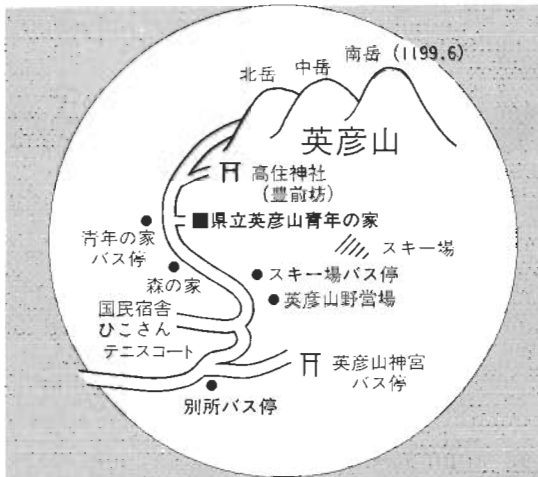 南岳 (1199.6)
中岳
北岳
英彦山
高住神社
(豊前坊)
■県立英彦山青年の家
青年の家
バス停
スキー場
森の家
スキー場バス停
英彦山野営場
国民宿舎
ひこさん
テニスコート
英彦山神宮
バス停
別所バス停